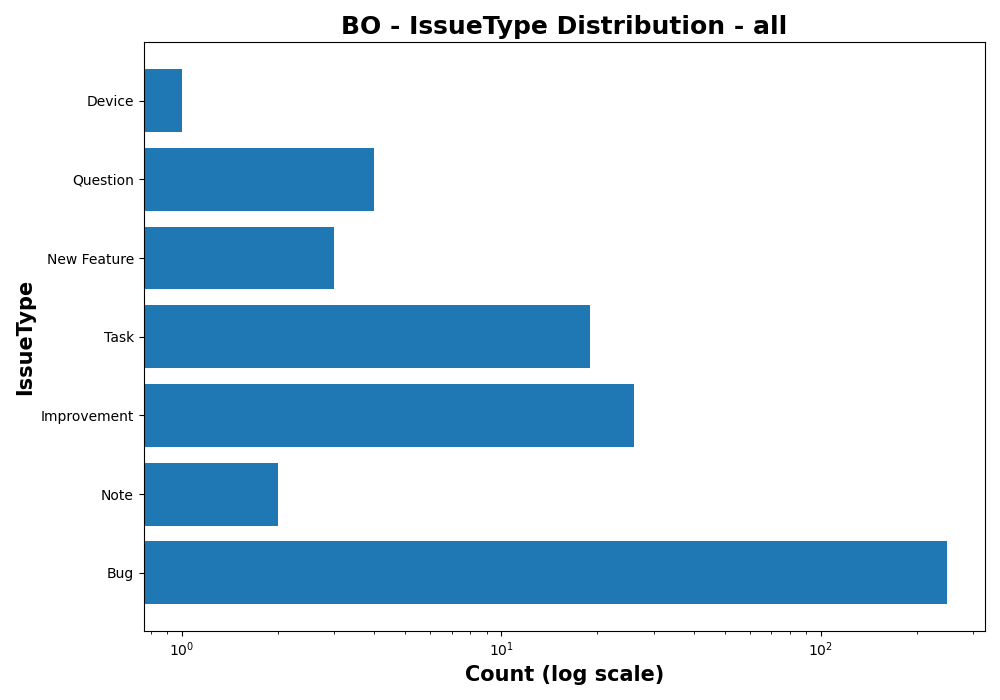 BO - IssueType Distribution - all
Device
Question
New Feature
Task
Improvement
Note
Bug
IssueType
10⁰ 10¹ 10²
Count (log scale)